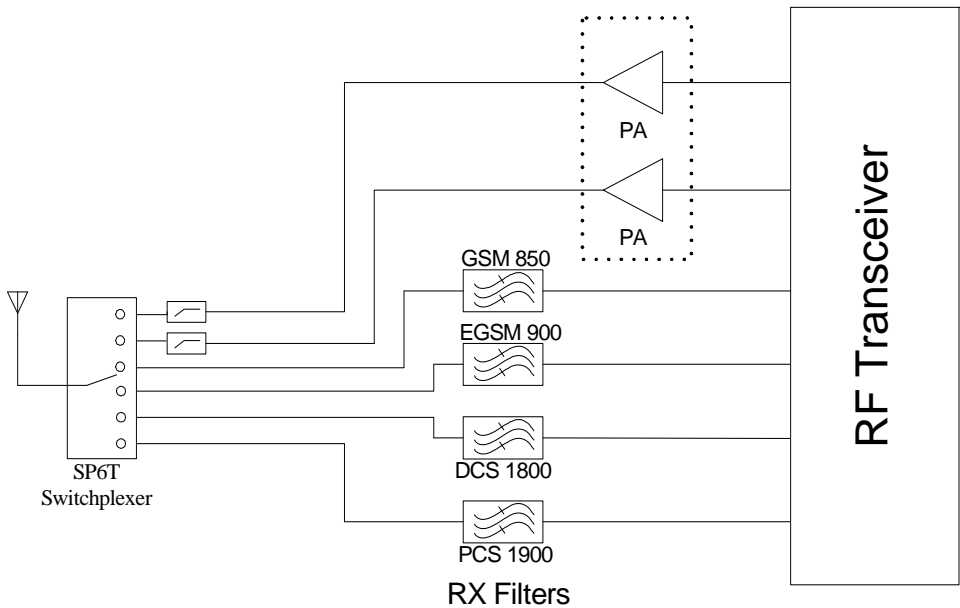 PA
PA
RF Transceiver
GSM 850
EGSM 900
DCS 1800
PCS 1900
RX Filters
SP6T
Switchplexer